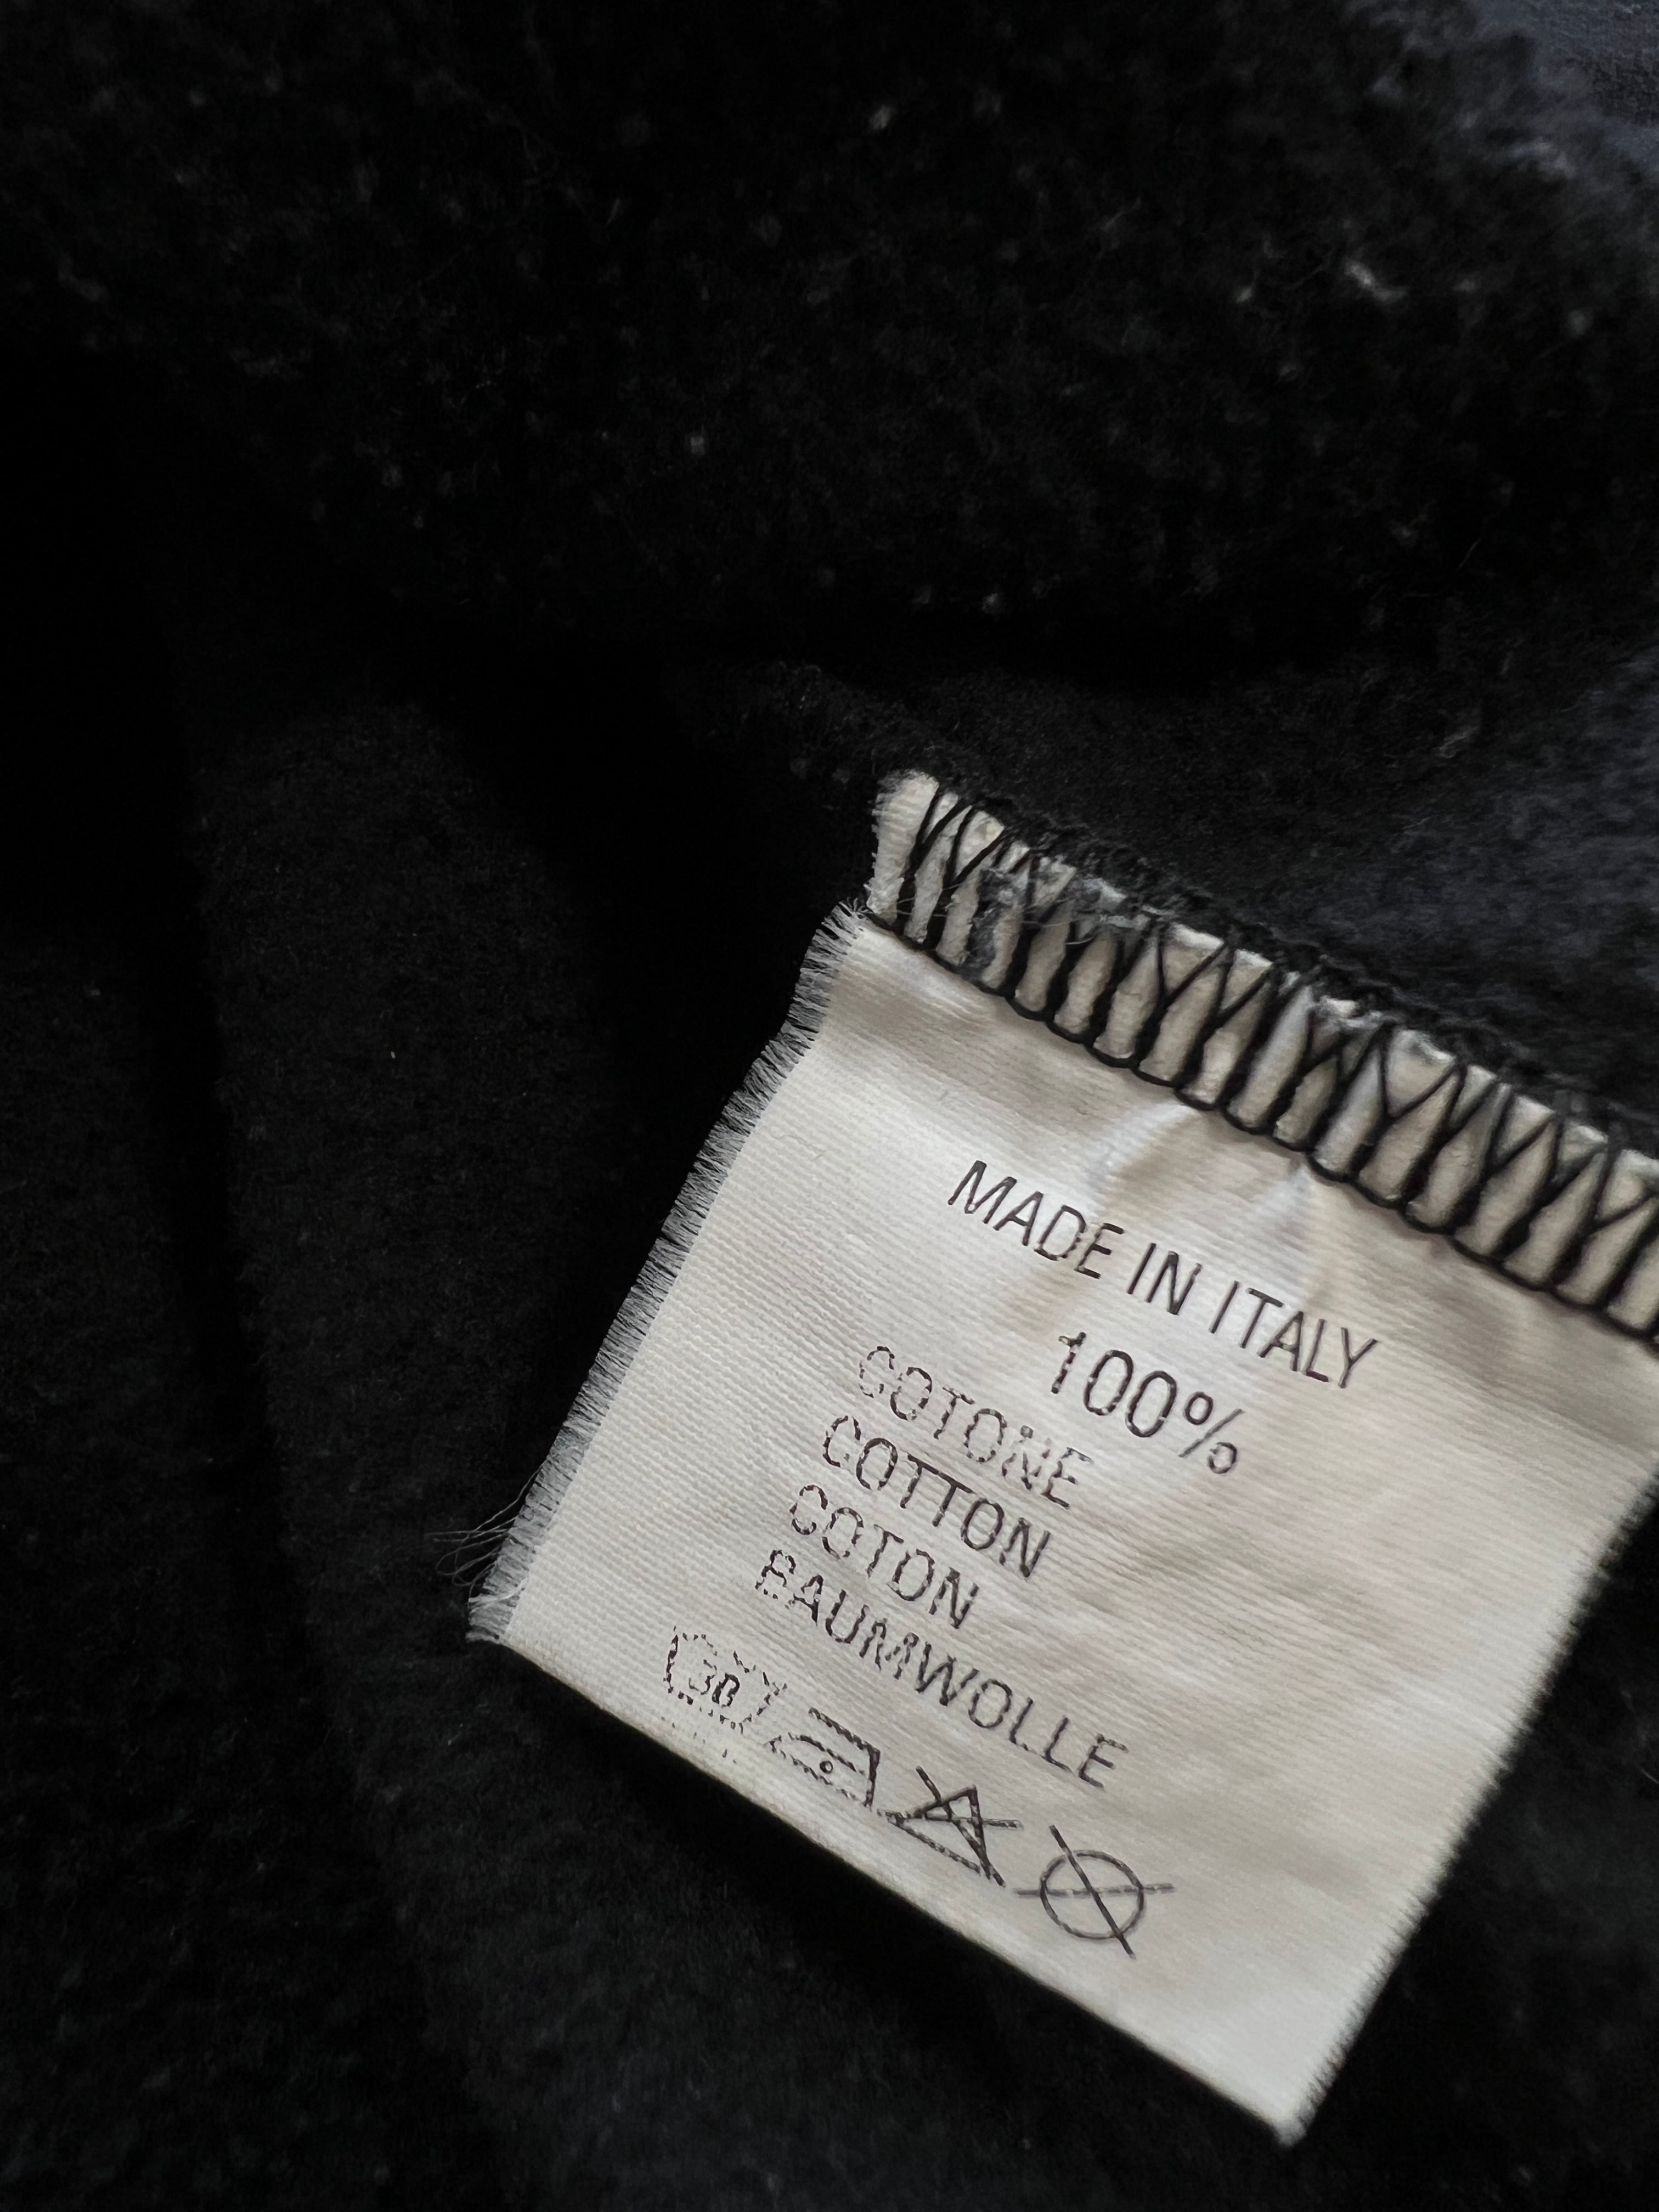 MADE IN ITALY
100%
COTONE
COTTON
COTON
BAUMWOLLE
30